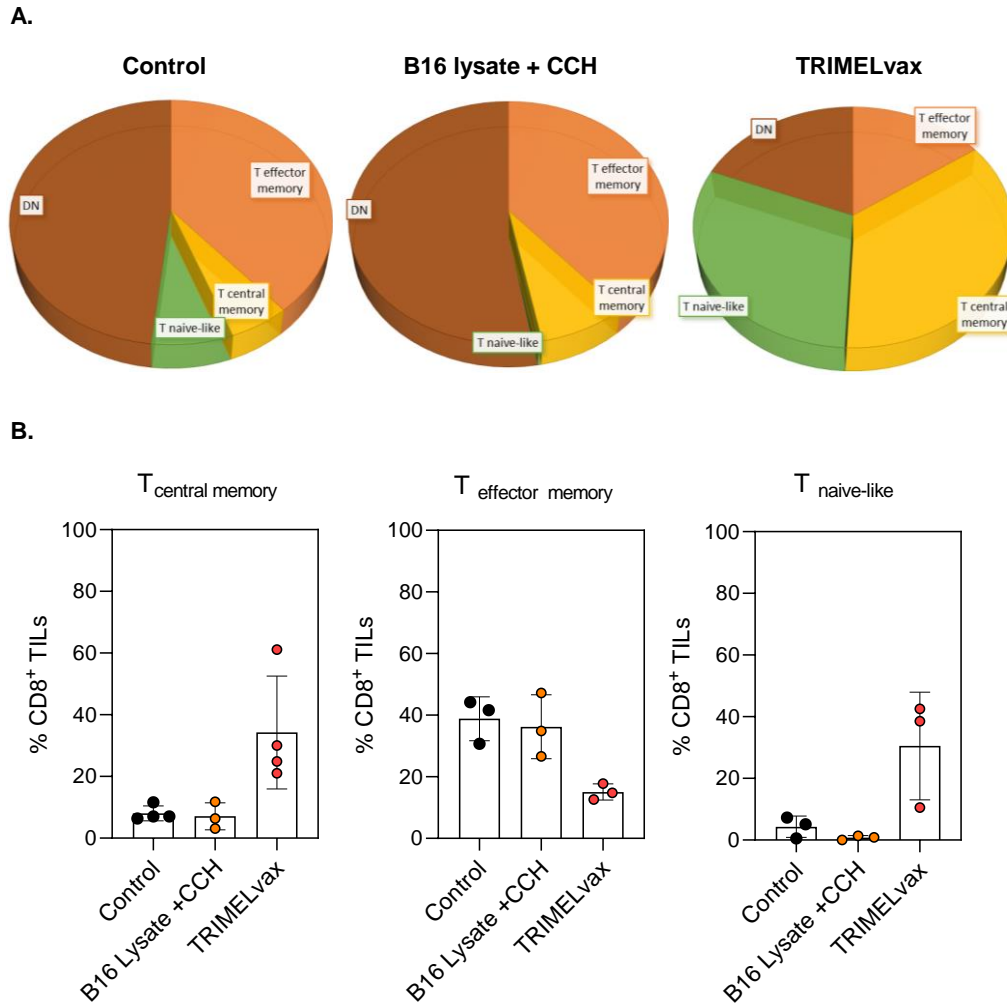 A.
Control
B16 lysate + CCH
TRIMELvax
DN
T effector
memory
T central
memory
T naive-like
DN
T effector
memory
T central
memory
T naive-like
DN
T effector
memory
T naive-like
T central
memory
B.
T central memory
100
80
60
40
20
0
% CD8+ TILs
Control
B16 Lysate +CCH
TRIMELvax
T effector memory
100
80
60
40
20
0
% CD8+ TILs
Control
B16 Lysate +CCH
TRIMELvax
T naive-like
100
80
60
40
20
0
% CD8+ TILs
Control
B16 Lysate +CCH
TRIMELvax